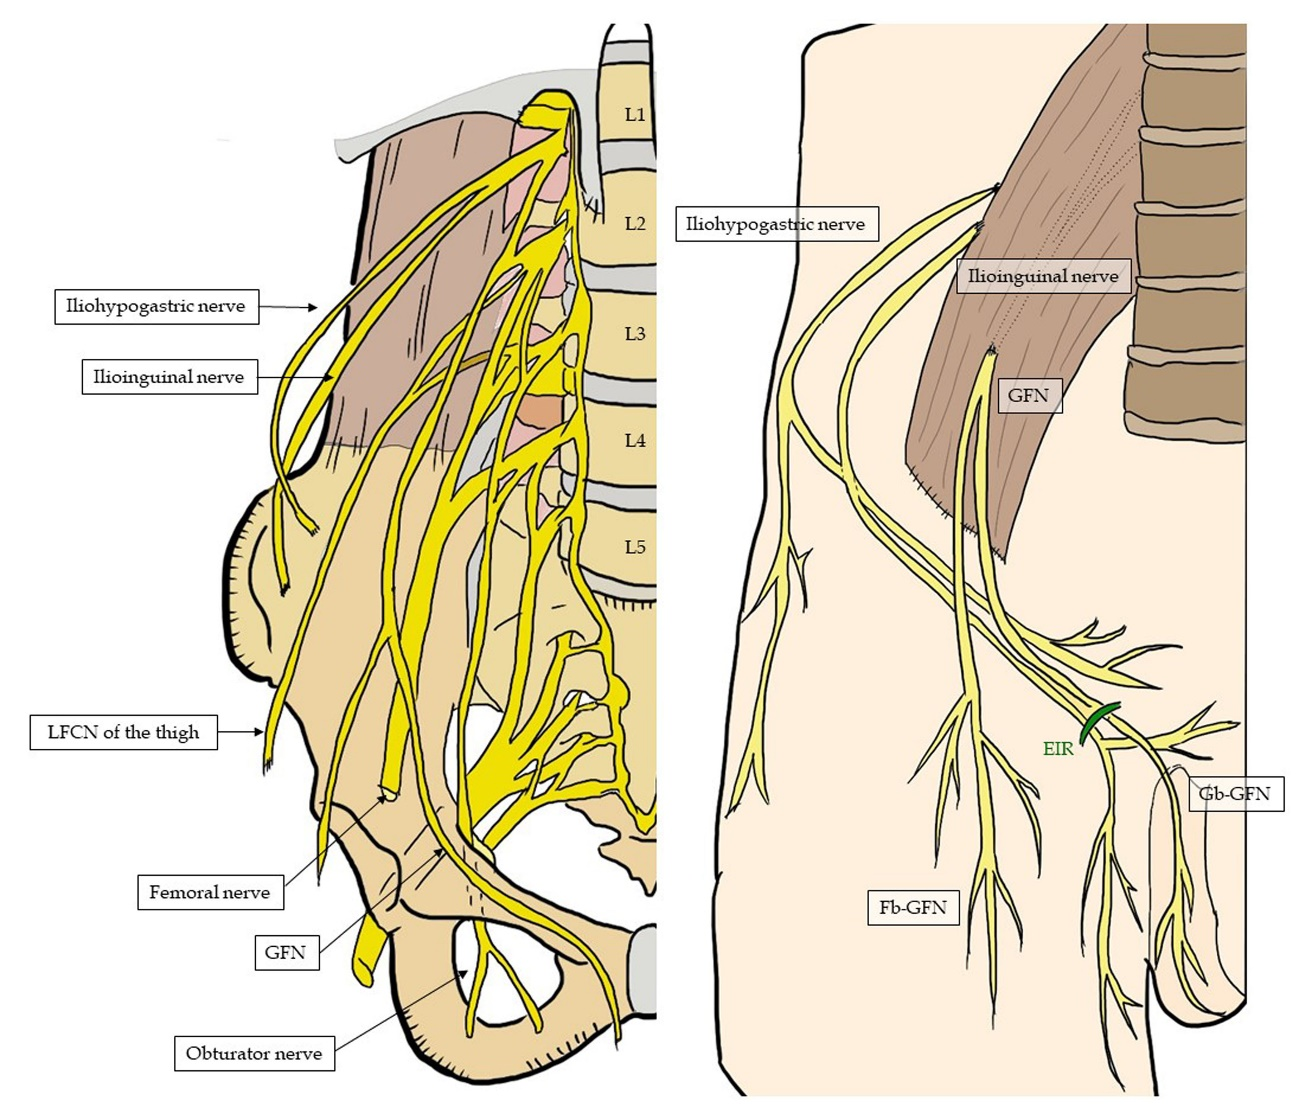 L1
L2
L3
L4
L5
Iliohypogastric nerve
Ilioinguinal nerve
LFCN of the thigh
Femoral nerve
GFN
Obturator nerve
Iliohypogastric nerve
Ilioinguinal nerve
GFN
EIR
Gb-GFN
Fb-GFN